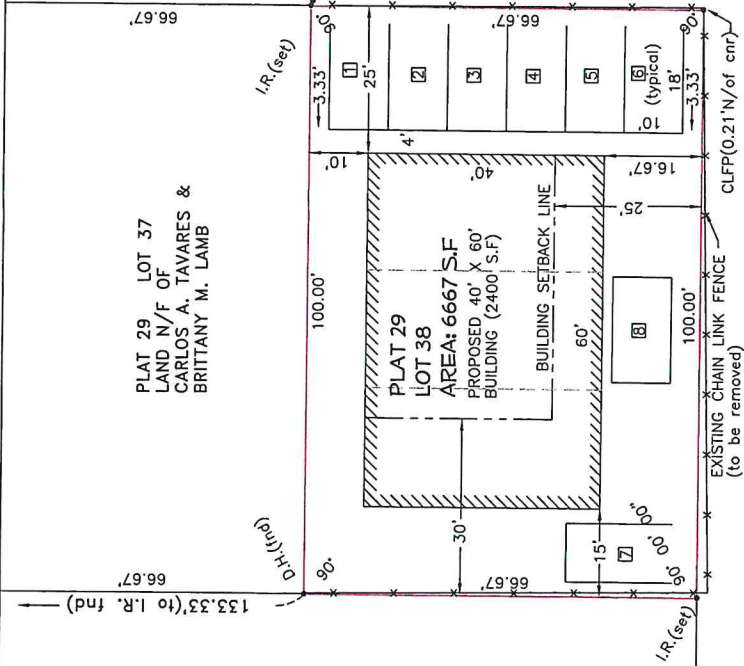 66.67'
133.33'(to I.R. fnd)
66.67'
PLAT 29 LOT 37
LAND N/F OF
CARLOS A. TAVARES &
BRITTANY M. LAMB
D.H.(fnd)
90°
100.00'
I.R.(set)
90°
66.67'
90°
3.33'
25'
10'
4'
1
2
3
4
5
6
(typical)
18'
10'
3.33'
PLAT 29
LOT 38
AREA: 6667 S.F
PROPOSED 40' X 60'
BUILDING (2400 S.F)
40'
BUILDING SETBACK LINE
60'
30'
15'
66.67'
16.67'
25'
7
8
90°
00'
00"
100.00'
I.R.(set)
EXISTING CHAIN LINK FENCE
(to be removed)
CLFP(0.21'N/of cnr)